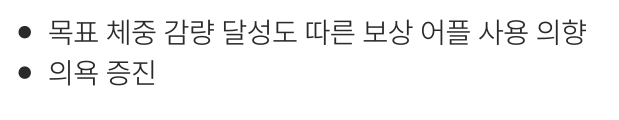 ● 목표 체중 감량 달성도 따른 보상 어플 사용 의향
● 의욕 증진